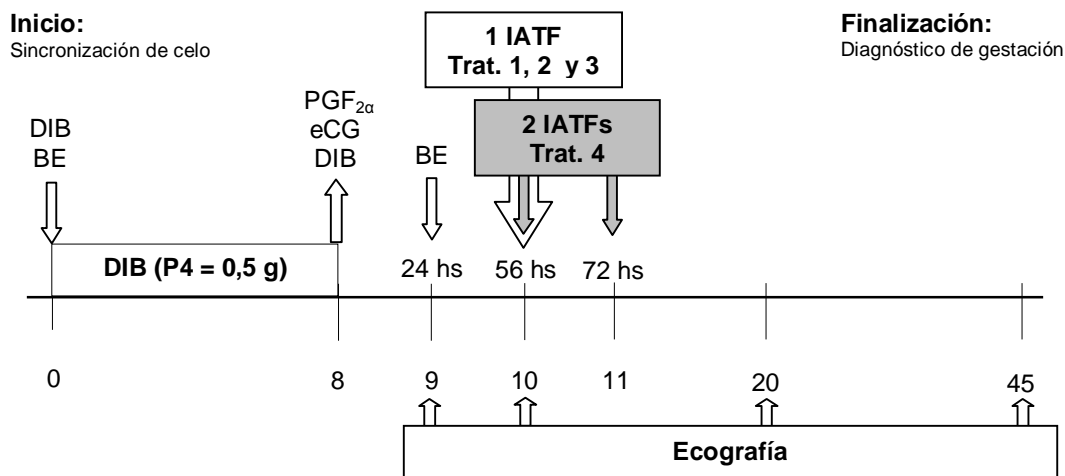 Inicio:
Sincronización de celo
1 IATF
Trat. 1, 2 y 3
Finalización:
Diagnóstico de gestación
2 IATFs
Trat. 4
DIB
BE
PGF2α
eCG
DIB
BE
DIB (P4 = 0,5 g)
24 hs
56 hs
72 hs
0
8
9
10
11
20
45
Ecografía